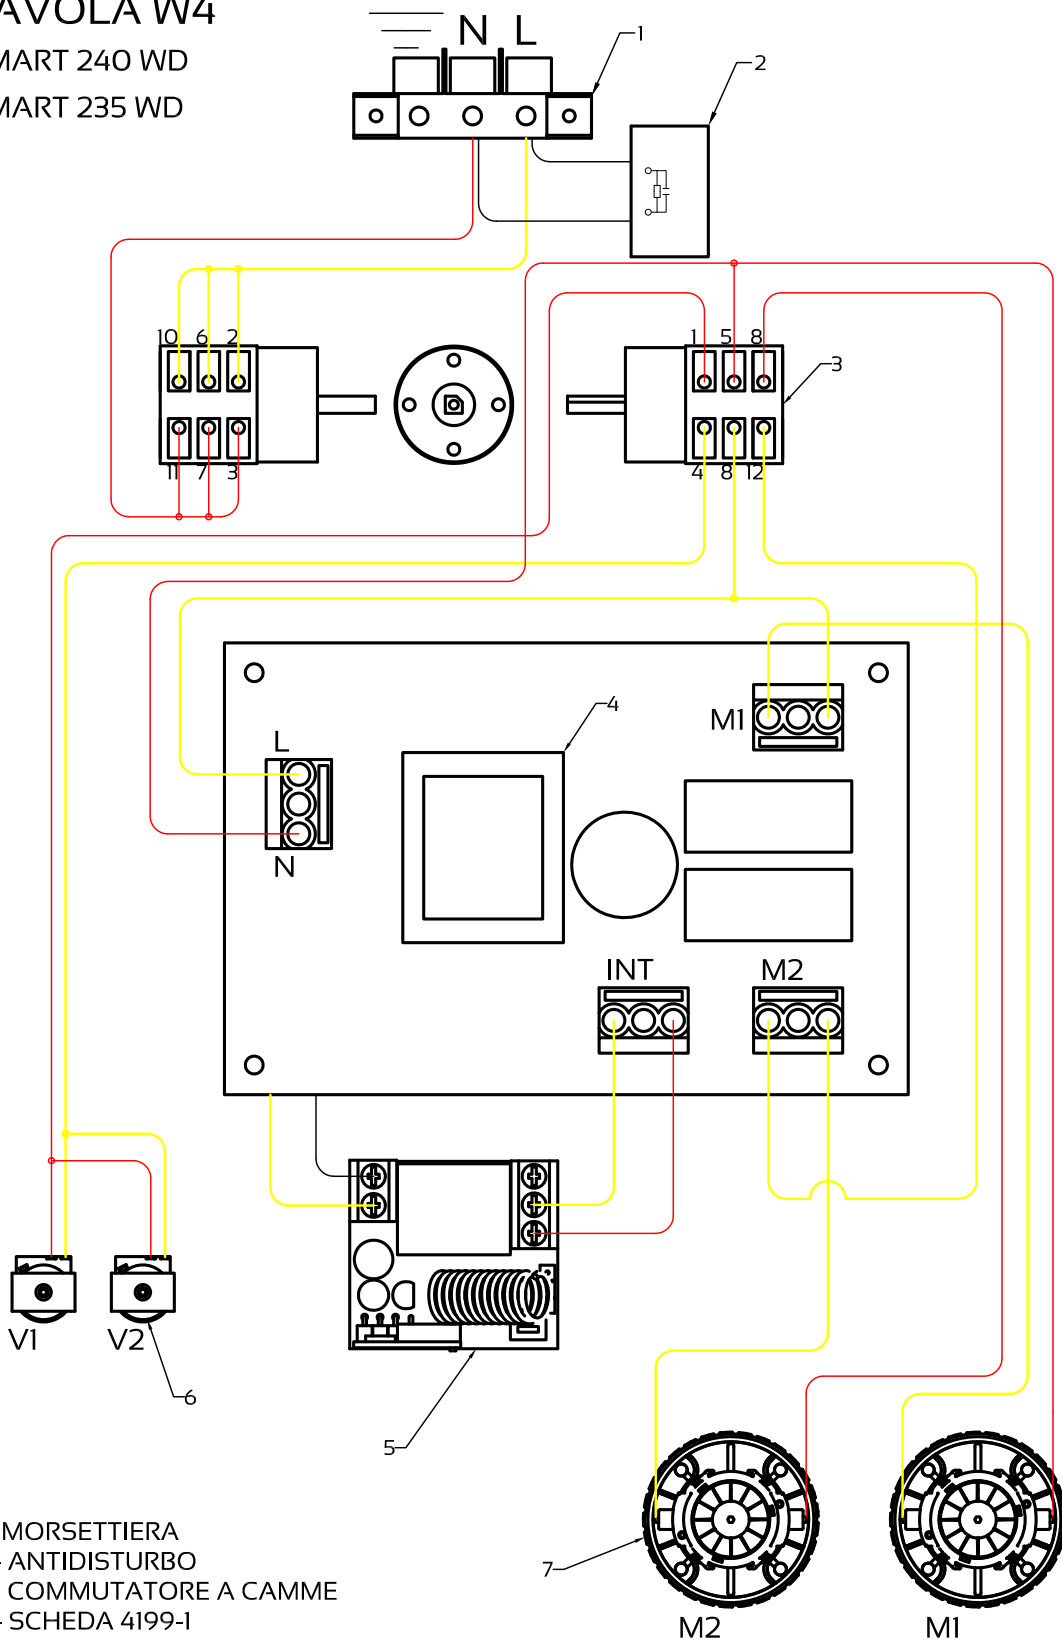 AVOLA W4
MART 240 WD
MART 235 WD
N L
1
2
10 6 2
1 5 8
3
11 7 3
4 8 12
4
M1
L
N
INT
M2
V1
V2
6
5
7
MORSETTIERA
- ANTIDISTURBO
COMMUTATORE A CAMME
- SCHEDA 4199-1
M2
M1